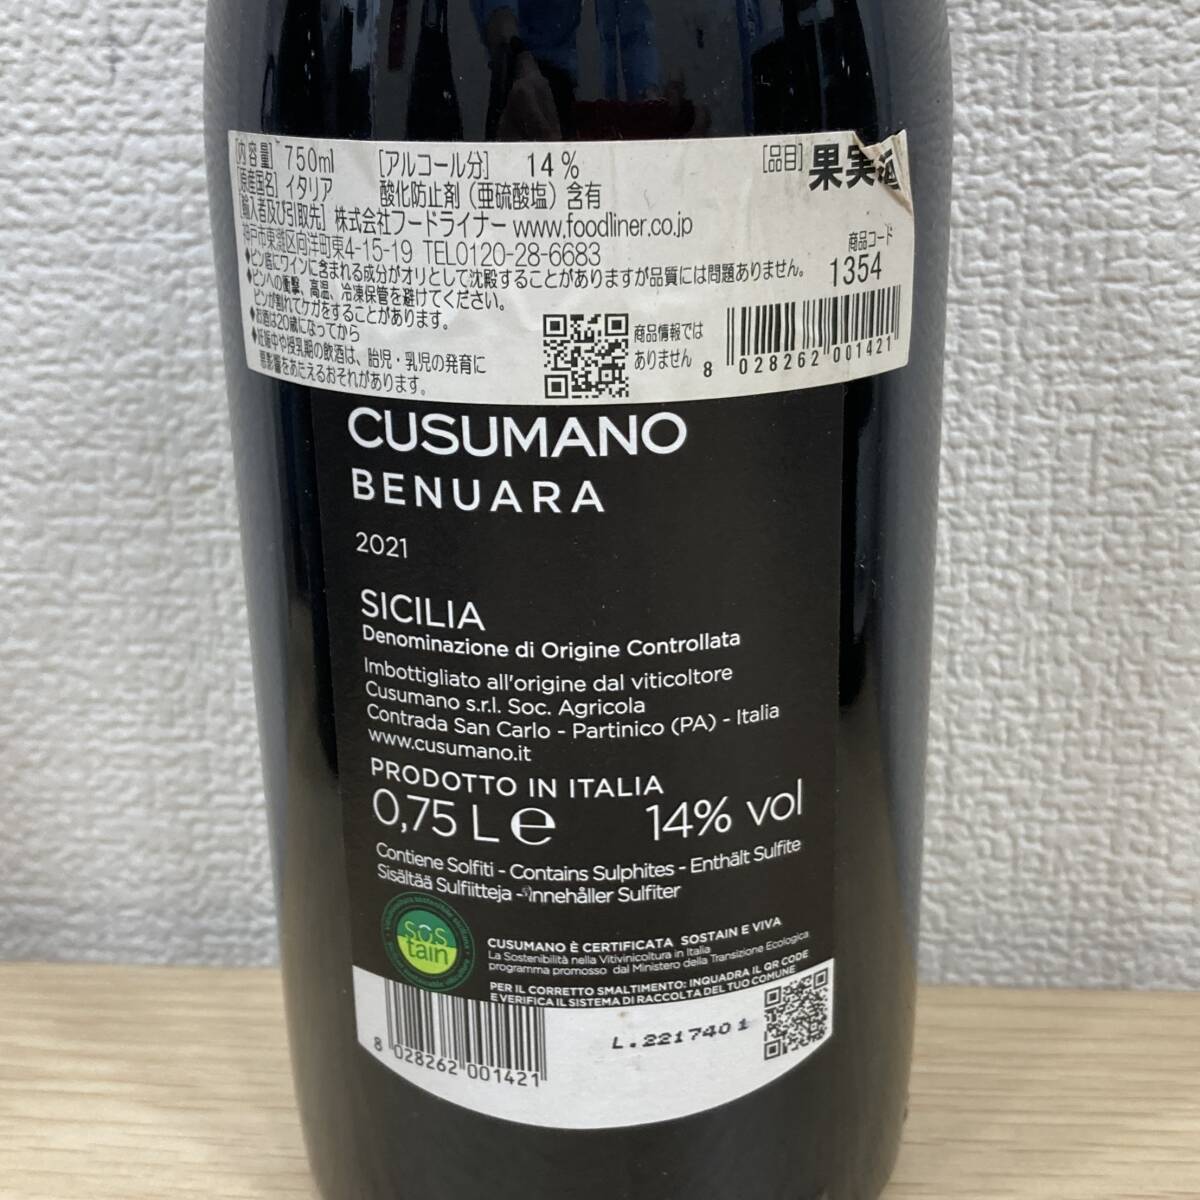 [内容量] 750ml [アルコール分] 14% [品目] 果実酒
[原産国名] イタリア 酸化防止剤（亜硫酸塩）含有
[輸入者及び引取先] 株式会社フードライナー www.foodliner.co.jp
神戸市東灘区向洋町東4-15-19 TEL0120-28-6683
商品コード
1354
◆ビン底にワインに含まれる成分がオリとして沈殿することがありますが品質には問題ありません。
◆ビンへの衝撃、高温、冷凍保管を避けてください。
ビンが割れてケガをすることがあります。
◆お酒は20歳になってから
◆妊娠中や授乳期の飲酒は、胎児・乳児の発育に
悪影響をあたえるおそれがあります。
商品情報では
ありません
8 028262 001421
CUSUMANO
BENUARA
2021
SICILIA
Denominazione di Origine Controllata
Imbottigliato all'origine dal viticoltore
Cusumano s.r.l. Soc. Agricola
Contrada San Carlo - Partinico (PA) - Italia
www.cusumano.it
PRODOTTO IN ITALIA
0,75 L e 14% vol
Contiene Solfiti - Contains Sulphites - Enthält Sulfite
Sisältää Sulfiitteja - Innehåller Sulfiter
SOS
tain
CUSUMANO È CERTIFICATA SOSTAIN E VIVA
La Sostenibilità nella Vitivinicoltura in Italia
programma promosso dal Ministero della Transizione Ecologica
PER IL CORRETTO SMALTIMENTO: INQUADRA IL QR CODE
E VERIFICA IL SISTEMA DI RACCOLTA DEL TUO COMUNE
L.2217401
8 028262 001421